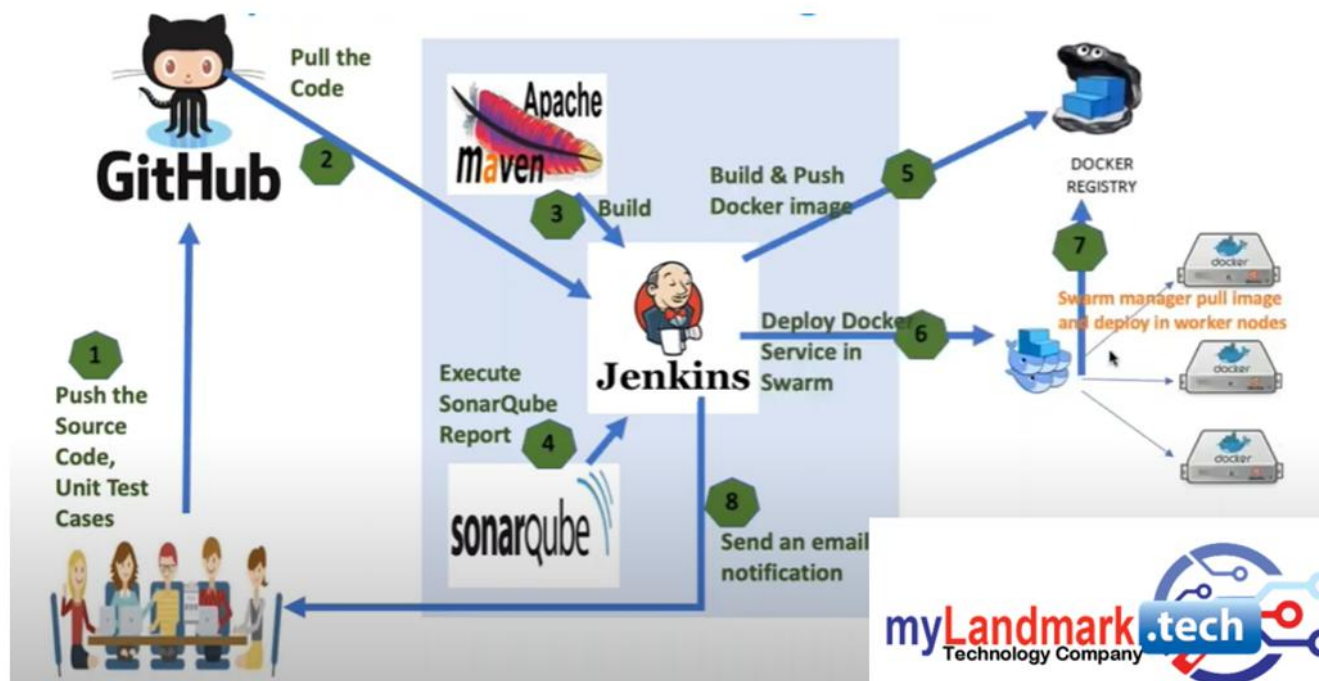 Pull the
Code
GitHub
2
Apache
maven
3
Build
Build & Push
Docker image
5
DOCKER
REGISTRY
7
docker
Swarm manager pull image
and deploy in worker nodes
docker
docker
Jenkins
Deploy Docker
Service in
Swarm
6
1
Push the
Source
Code,
Unit Test
Cases
Execute
SonarQube
Report
4
sonarqube
8
Send an email
notification
myLandmark.tech
Technology Company